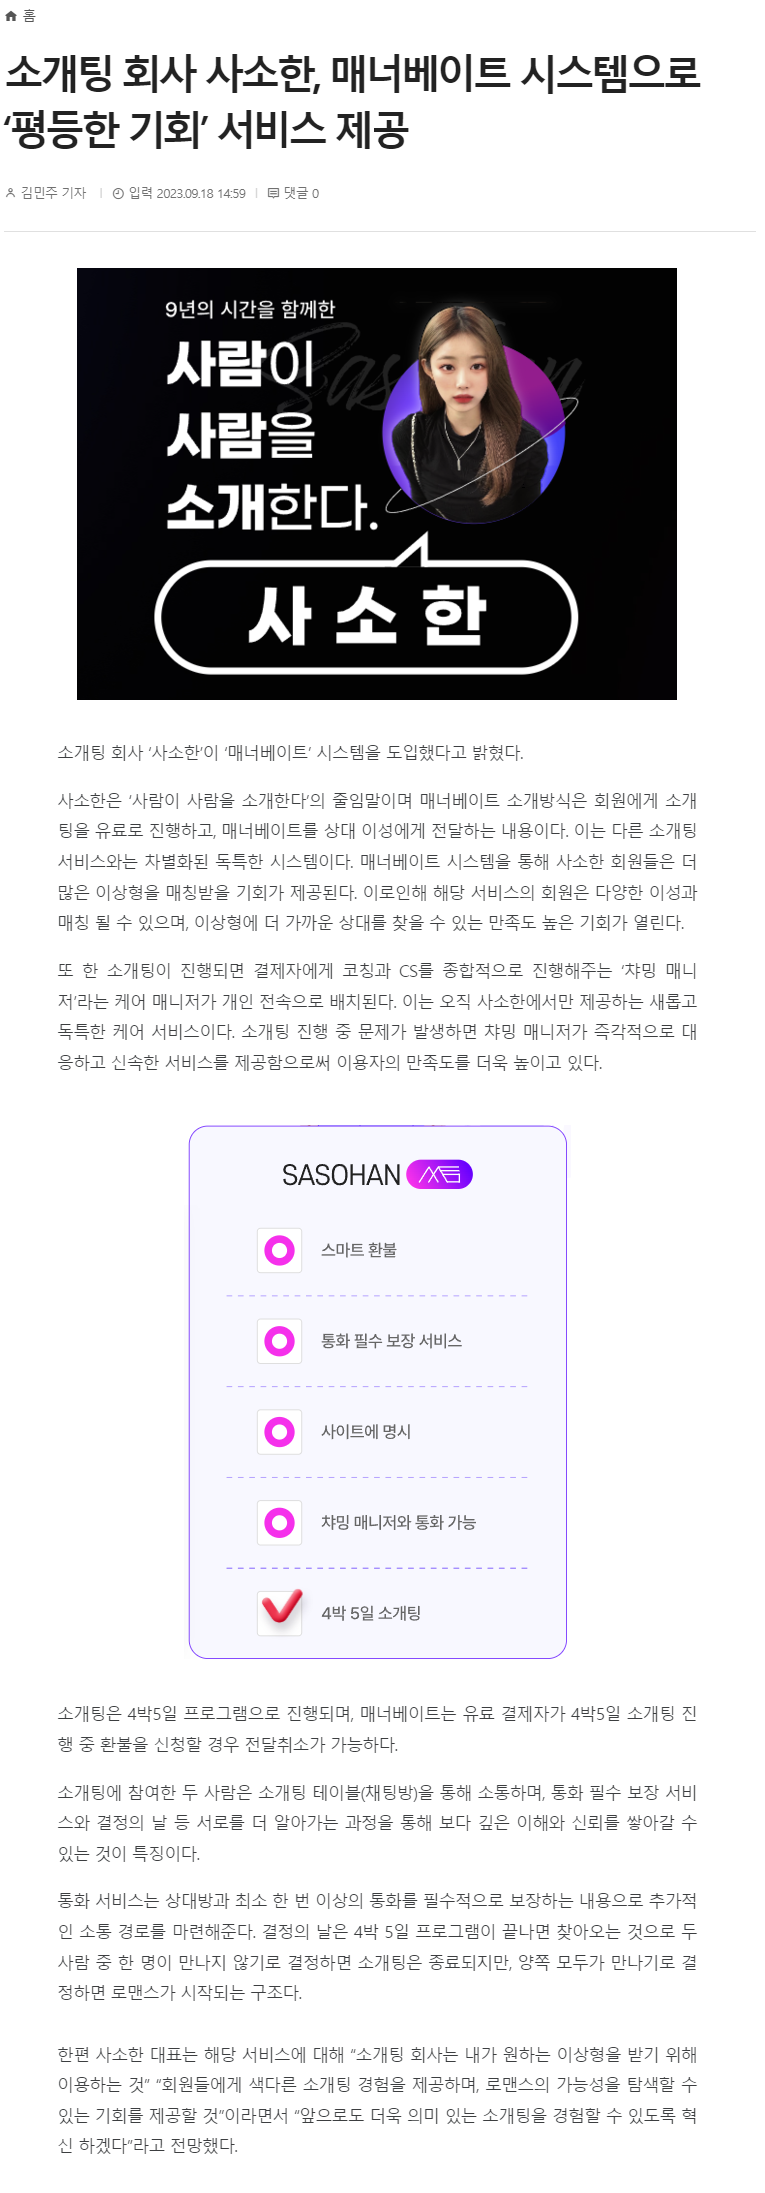 홈
소개팅 회사 사소한, 매너베이트 시스템으로
‘평등한 기회’ 서비스 제공
김민주 기자 | 입력 2023.09.18 14:59 | 댓글 0
9년의 시간을 함께한
사람이
사람을
소개한다.
사소한
소개팅 회사 ‘사소한’이 ‘매너베이트’ 시스템을 도입했다고 밝혔다.
사소한은 ‘사람이 사람을 소개한다’의 줄임말이며 매너베이트 소개방식은 회원에게 소개
팅을 유료로 진행하고, 매너베이트를 상대 이성에게 전달하는 내용이다. 이는 다른 소개팅
서비스와는 차별화된 독특한 시스템이다. 매너베이트 시스템을 통해 사소한 회원들은 더
많은 이상형을 매칭받을 기회가 제공된다. 이로인해 해당 서비스의 회원은 다양한 이성과
매칭 될 수 있으며, 이상형에 더 가까운 상대를 찾을 수 있는 만족도 높은 기회가 열린다.
또 한 소개팅이 진행되면 결제자에게 코칭과 CS를 종합적으로 진행해주는 ‘챠밍 매니
저’라는 케어 매니저가 개인 전속으로 배치된다. 이는 오직 사소한에서만 제공하는 새롭고
독특한 케어 서비스이다. 소개팅 진행 중 문제가 발생하면 챠밍 매니저가 즉각적으로 대
응하고 신속한 서비스를 제공함으로써 이용자의 만족도를 더욱 높이고 있다.
SASOHAN
스마트 환불
통화 필수 보장 서비스
사이트에 명시
챠밍 매니저와 통화 가능
4박 5일 소개팅
소개팅은 4박5일 프로그램으로 진행되며, 매너베이트는 유료 결제자가 4박5일 소개팅 진
행 중 환불을 신청할 경우 전달취소가 가능하다.
소개팅에 참여한 두 사람은 소개팅 테이블(채팅방)을 통해 소통하며, 통화 필수 보장 서비
스와 결정의 날 등 서로를 더 알아가는 과정을 통해 보다 깊은 이해와 신뢰를 쌓아갈 수
있는 것이 특징이다.
통화 서비스는 상대방과 최소 한 번 이상의 통화를 필수적으로 보장하는 내용으로 추가적
인 소통 경로를 마련해준다. 결정의 날은 4박 5일 프로그램이 끝나면 찾아오는 것으로 두
사람 중 한 명이 만나지 않기로 결정하면 소개팅은 종료되지만, 양쪽 모두가 만나기로 결
정하면 로맨스가 시작되는 구조다.
한편 사소한 대표는 해당 서비스에 대해 “소개팅 회사는 내가 원하는 이상형을 받기 위해
이용하는 것” “회원들에게 색다른 소개팅 경험을 제공하며, 로맨스의 가능성을 탐색할 수
있는 기회를 제공할 것”이라면서 “앞으로도 더욱 의미 있는 소개팅을 경험할 수 있도록 혁
신 하겠다”라고 전망했다.